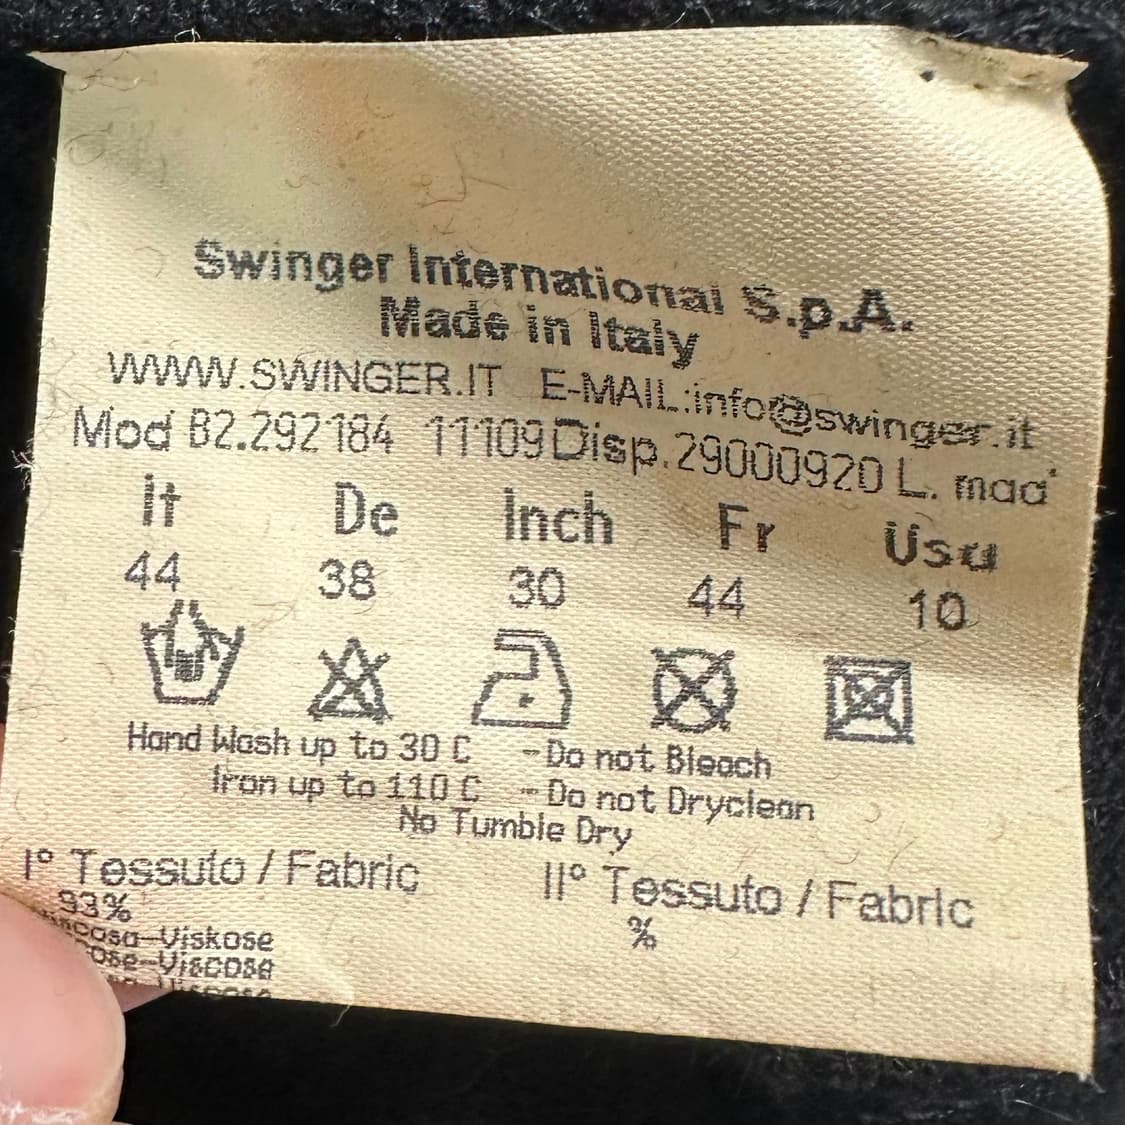 Swinger International S.p.A.
Made in Italy
WWW.SWINGER.IT E-MAIL:info@swinger.it
Mod B2.292184 11109 Disp.29000920 L. mad'
It De Inch Fr Usa
44 38 30 44 10
Hand Wash up to 30 C - Do not Bleach
Iron up to 110 C - Do not Dryclean
No Tumble Dry
I° Tessuto / Fabric II° Tessuto / Fabric
93% %
Viscosa-Viskose
-Viscose